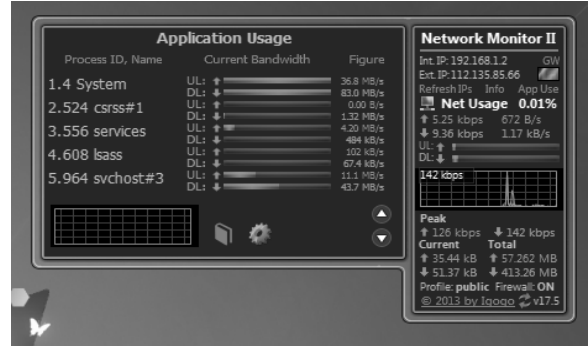 Application Usage
Process ID, Name Current Bandwidth Figure
1.4 System UL: 36.8 MB/s
DL: 83.0 MB/s
2.524 csrss#1 UL: 0.00 B/s
DL: 1.32 MB/s
3.556 services UL: 4.20 MB/s
DL: 484 kB/s
4.608 lsass UL: 102 kB/s
DL: 67.4 kB/s
5.964 svchost#3 UL: 11.1 MB/s
DL: 43.7 MB/s
Network Monitor II
Int. IP: 192.168.1.2 GW
Ext. IP: 112.135.85.66
Refresh IPs Info App Use
Net Usage 0.01%
5.25 kbps 672 B/s
9.36 kbps 1.17 kB/s
UL:
DL:
142 kbps
Peak
126 kbps 142 kbps
Current Total
35.44 kB 57.262 MB
51.37 kB 413.26 MB
Profile: public Firewall: ON
© 2013 by Igogo v17.5